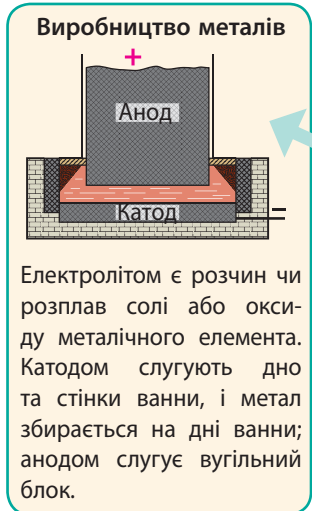 Виробництво металів
+
Анод
Катод
–
Електролітом є розчин чи
розплав солі або окси-
ду металічного елемента.
Катодом слугують дно
та стінки ванни, і метал
збирається на дні ванни;
анодом слугує вугільний
блок.